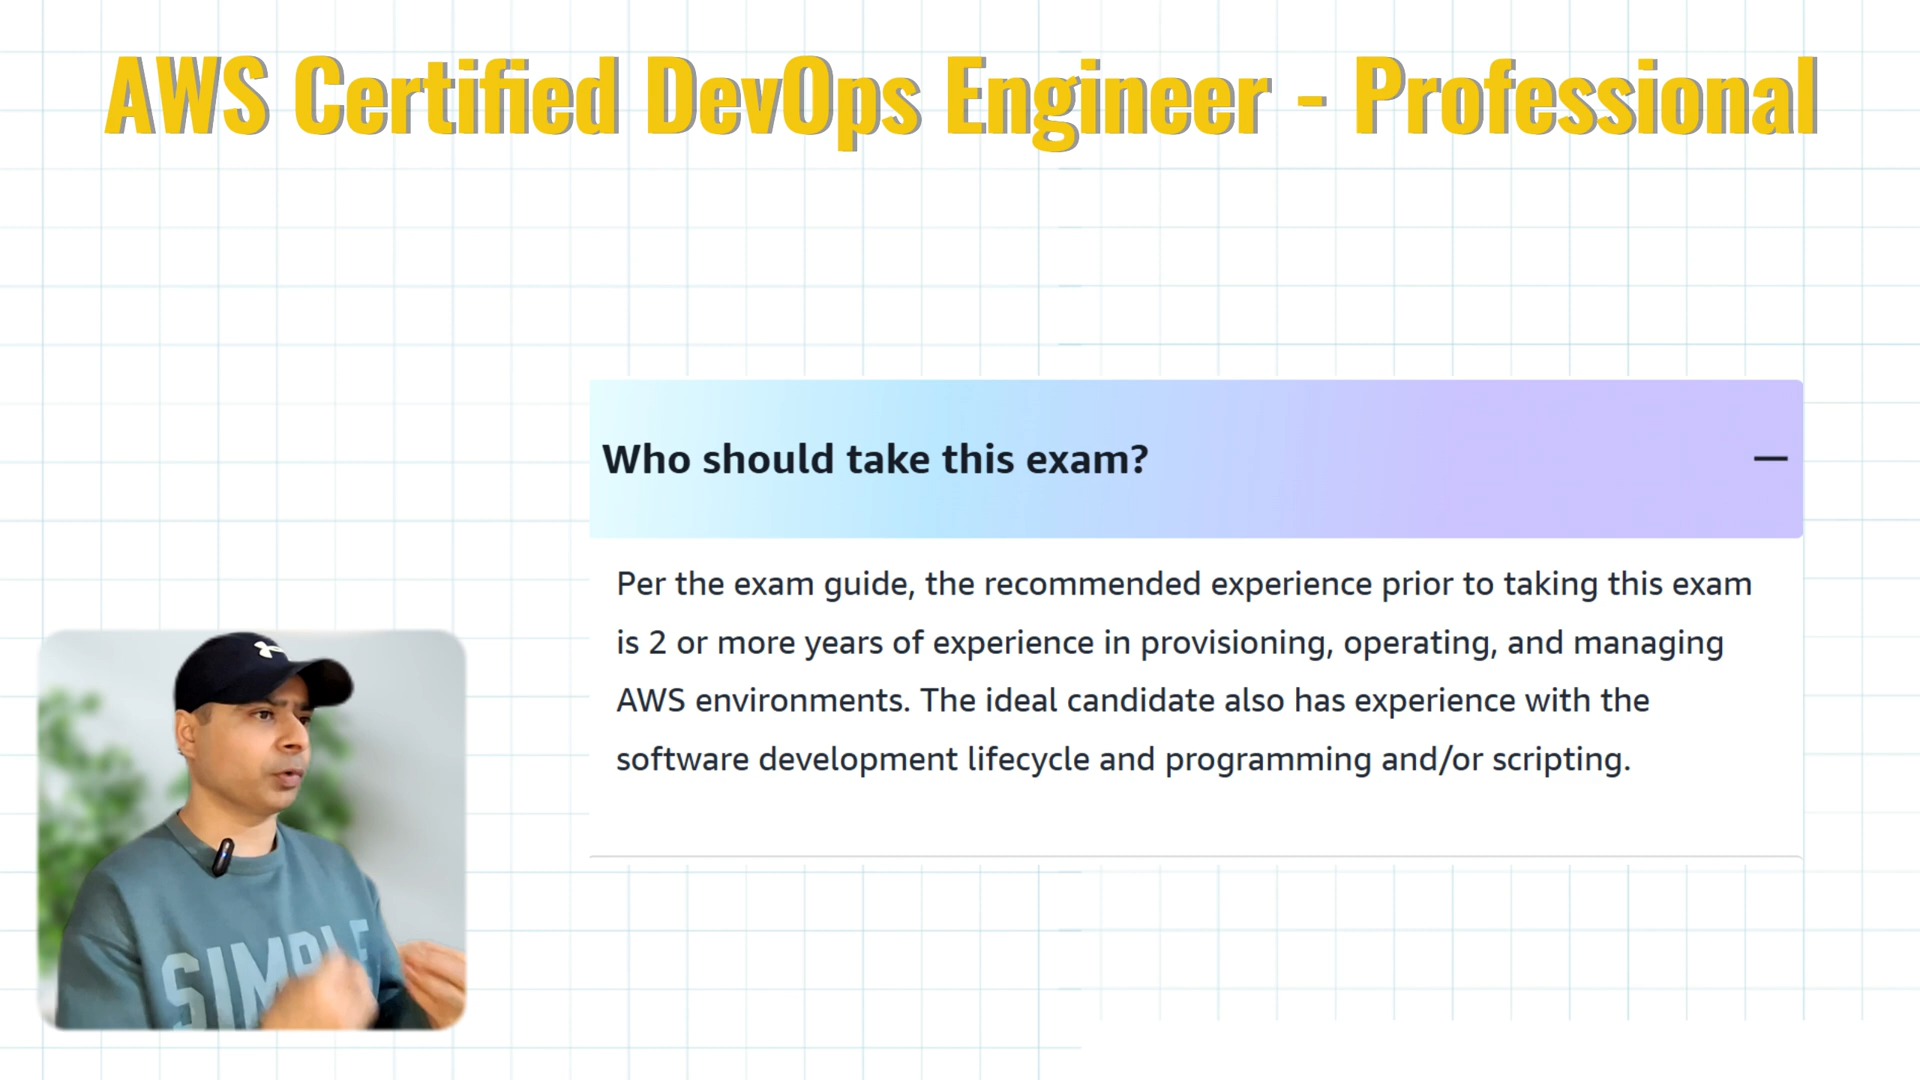 AWS Certified DevOps Engineer - Professional
Who should take this exam?
Per the exam guide, the recommended experience prior to taking this exam
is 2 or more years of experience in provisioning, operating, and managing
AWS environments. The ideal candidate also has experience with the
software development lifecycle and programming and/or scripting.
SIMPLE